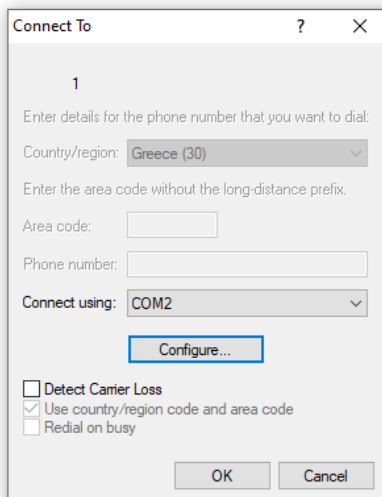 Connect To ?
1
Enter details for the phone number that you want to dial:
Country/region: Greece (30)
Enter the area code without the long-distance prefix.
Area code:
Phone number:
Connect using: COM2
Configure...
Detect Carrier Loss
Use country/region code and area code
Redial on busy
OK Cancel